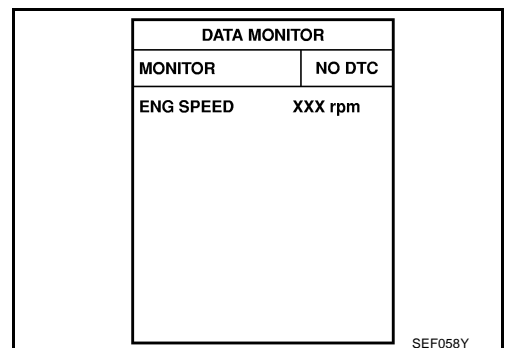 DATA MONITOR
MONITOR NO DTC
ENG SPEED XXX rpm
SEF058Y